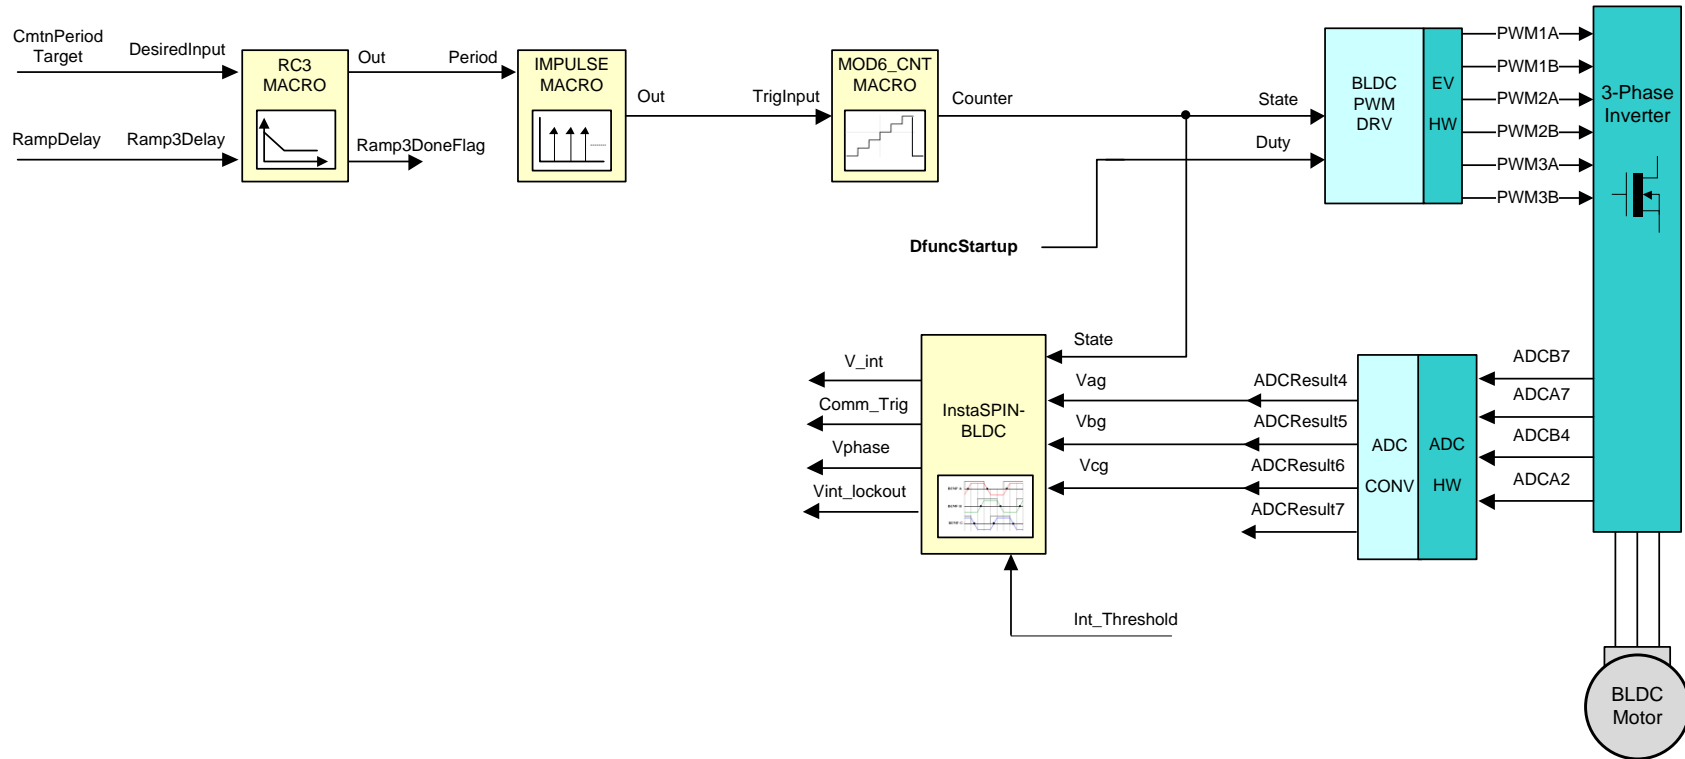 CmtnPeriod
Target
DesiredInput
RC3
MACRO
Out
Period
IMPULSE
MACRO
Out
TrigInput
MOD6_CNT
MACRO
Counter
State
BLDC
PWM
DRV
EV
HW
PWM1A
PWM1B
PWM2A
PWM2B
PWM3A
PWM3B
3-Phase
Inverter
RampDelay
Ramp3Delay
Ramp3DoneFlag
Duty
DfuncStartup
V_int
Comm_Trig
Vphase
Vint_lockout
InstaSPIN-
BLDC
State
Vag
Vbg
Vcg
ADCResult4
ADCResult5
ADCResult6
ADCResult7
ADC
CONV
ADC
HW
ADCB7
ADCA7
ADCB4
ADCA2
Int_Threshold
BLDC
Motor